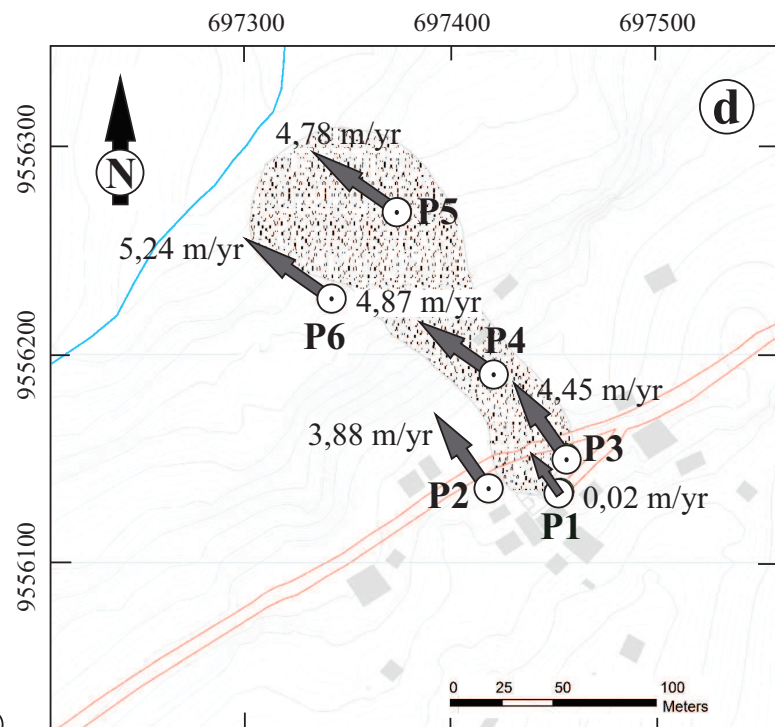 697300 697400 697500
9556300
9556200
9556100
N
d
4,78 m/yr
P5
5,24 m/yr
P6
4,87 m/yr
P4
4,45 m/yr
P3
3,88 m/yr
P2
0,02 m/yr
P1
0 25 50 100
Meters